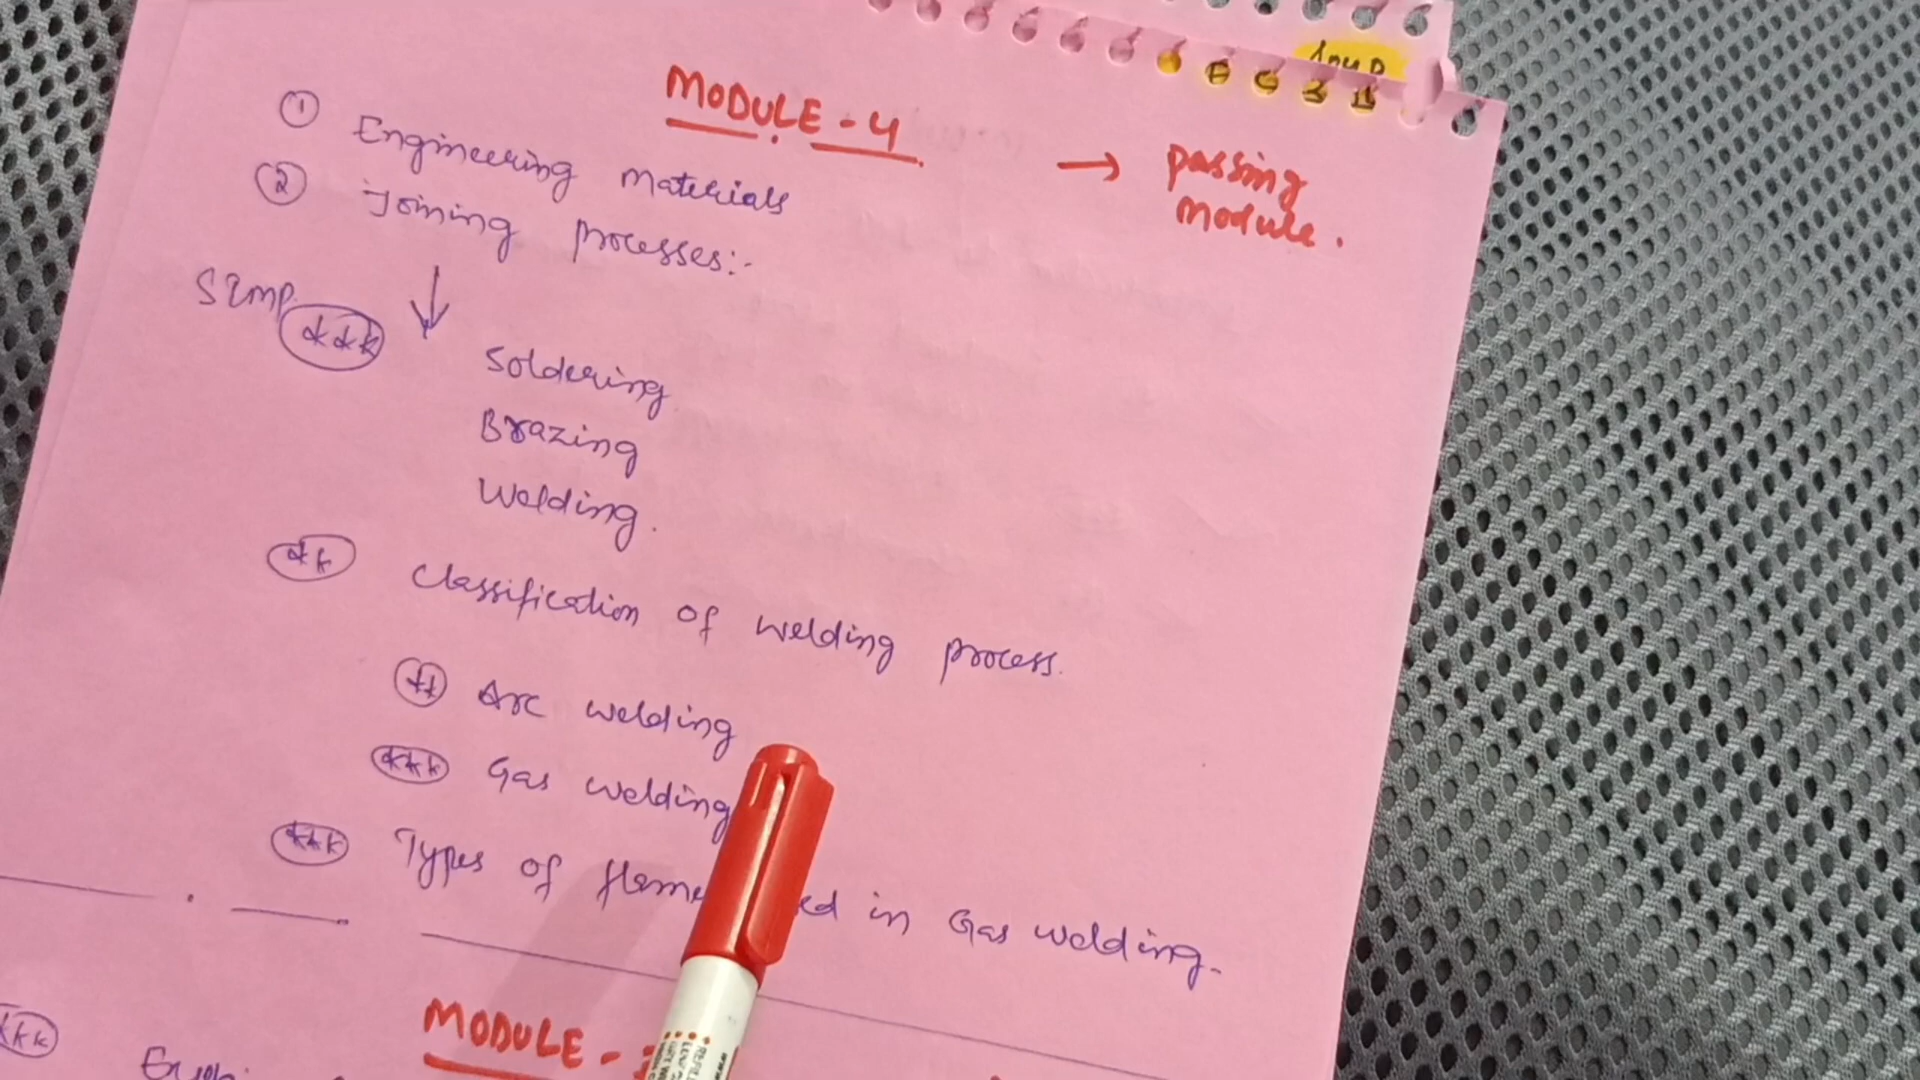 MODULE - 4
→ passing
module.
① Engineering materials
② Joining processes:-
SImp. ***
↓
Soldering
Brazing
Welding.
** Classification of welding process.
** Arc welding
*** Gas welding
*** Types of flame ed in Gas welding.
MODULE -
***